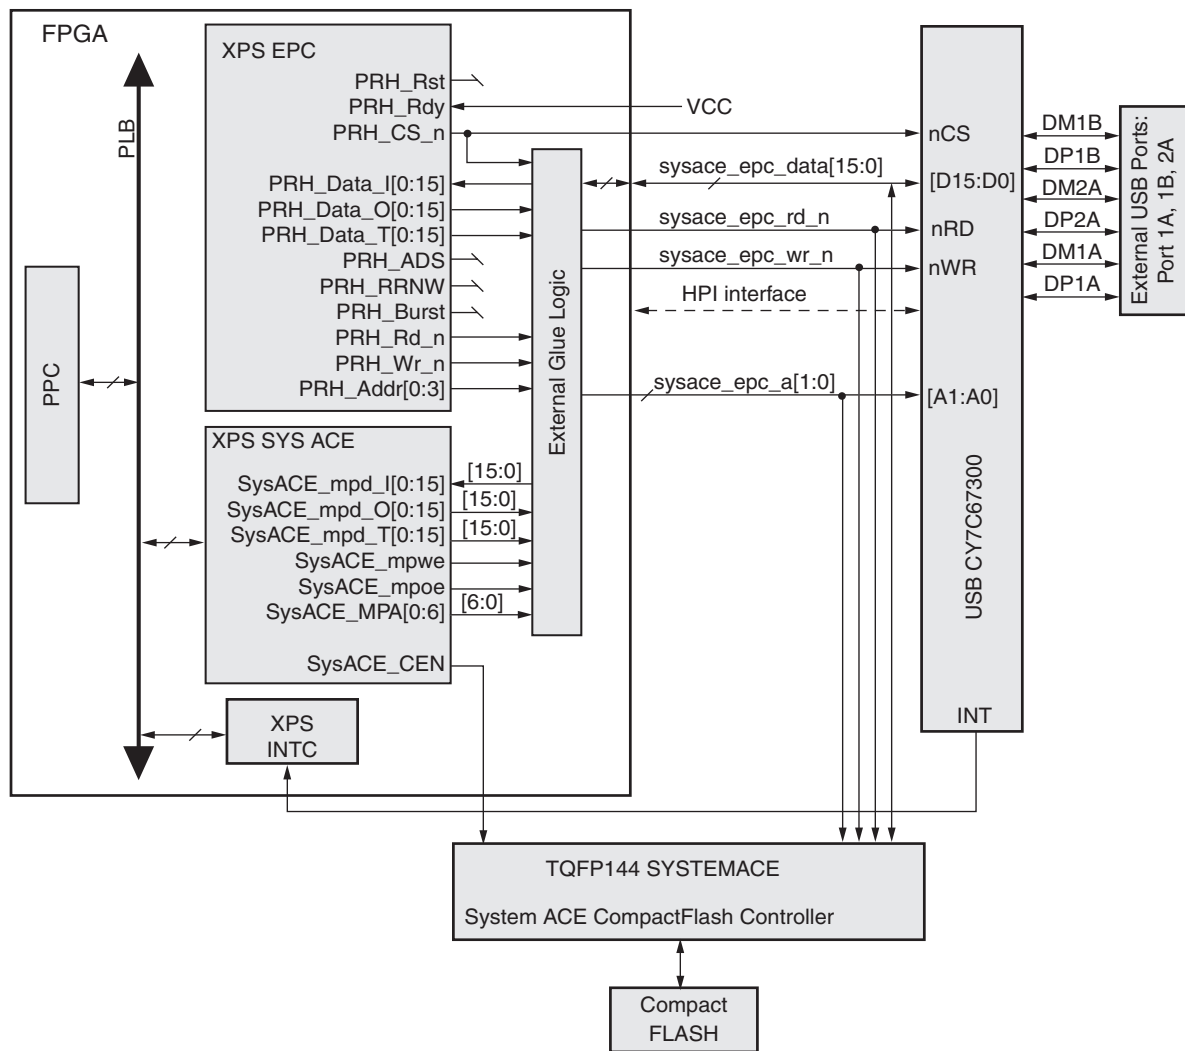 FPGA
PLB
PPC
XPS EPC
PRH_Rst
PRH_Rdy
PRH_CS_n
PRH_Data_I[0:15]
PRH_Data_O[0:15]
PRH_Data_T[0:15]
PRH_ADS
PRH_RRNW
PRH_Burst
PRH_Rd_n
PRH_Wr_n
PRH_Addr[0:3]
XPS SYS ACE
SysACE_mpd_I[0:15]
SysACE_mpd_O[0:15]
SysACE_mpd_T[0:15]
SysACE_mpwe
SysACE_mpoe
SysACE_MPA[0:6]
SysACE_CEN
[15:0]
[15:0]
[15:0]
[6:0]
XPS
INTC
External Glue Logic
VCC
sysace_epc_data[15:0]
sysace_epc_rd_n
sysace_epc_wr_n
HPI interface
sysace_epc_a[1:0]
nCS
[D15:D0]
nRD
nWR
[A1:A0]
USB CY7C67300
INT
DM1B
DP1B
DM2A
DP2A
DM1A
DP1A
External USB Ports:
Port 1A, 1B, 2A
TQFP144 SYSTEMACE
System ACE CompactFlash Controller
Compact
FLASH